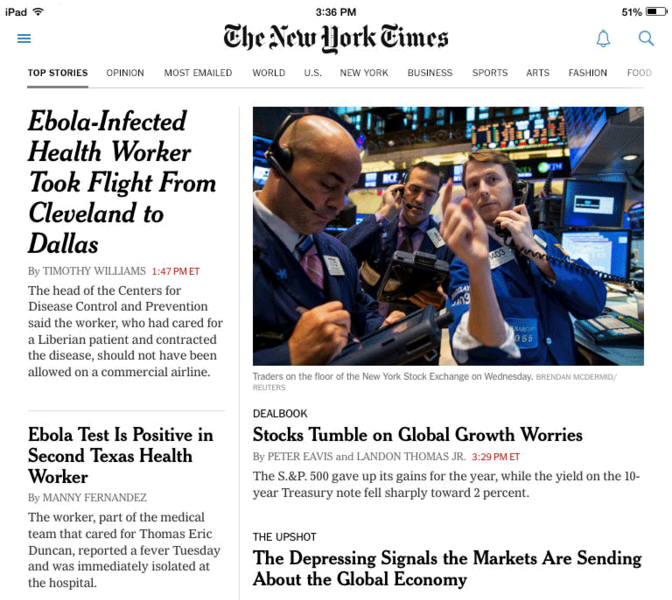 iPad
3:36 PM
51%
The New York Times
TOP STORIES OPINION MOST EMAILED WORLD U.S. NEW YORK BUSINESS SPORTS ARTS FASHION FOOD
Ebola-Infected
Health Worker
Took Flight From
Cleveland to
Dallas
By TIMOTHY WILLIAMS 1:47 PM ET
The head of the Centers for
Disease Control and Prevention
said the worker, who had cared for
a Liberian patient and contracted
the disease, should not have been
allowed on a commercial airline.
Ebola Test Is Positive in
Second Texas Health
Worker
By MANNY FERNANDEZ
The worker, part of the medical
team that cared for Thomas Eric
Duncan, reported a fever Tuesday
and was immediately isolated at
the hospital.
Traders on the floor of the New York Stock Exchange on Wednesday. BRENDAN MCDERMID/
REUTERS
DEALBOOK
Stocks Tumble on Global Growth Worries
By PETER EAVIS and LANDON THOMAS JR. 3:29 PM ET
The S.&P. 500 gave up its gains for the year, while the yield on the 10-
year Treasury note fell sharply toward 2 percent.
THE UPSHOT
The Depressing Signals the Markets Are Sending
About the Global Economy